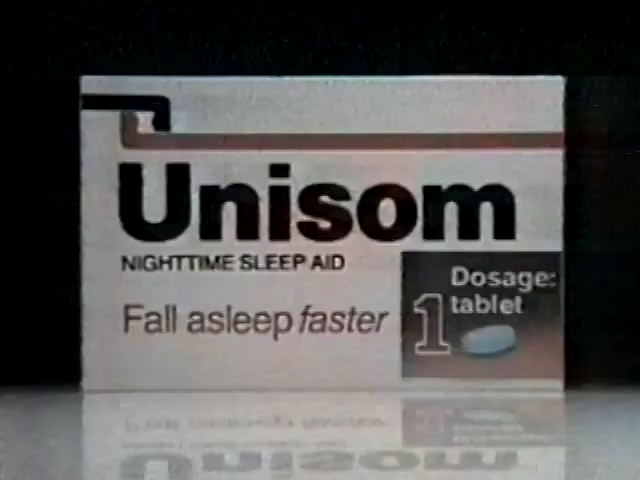 Unisom
NIGHTTIME SLEEP AID
Fall asleep faster
Dosage:
1 tablet